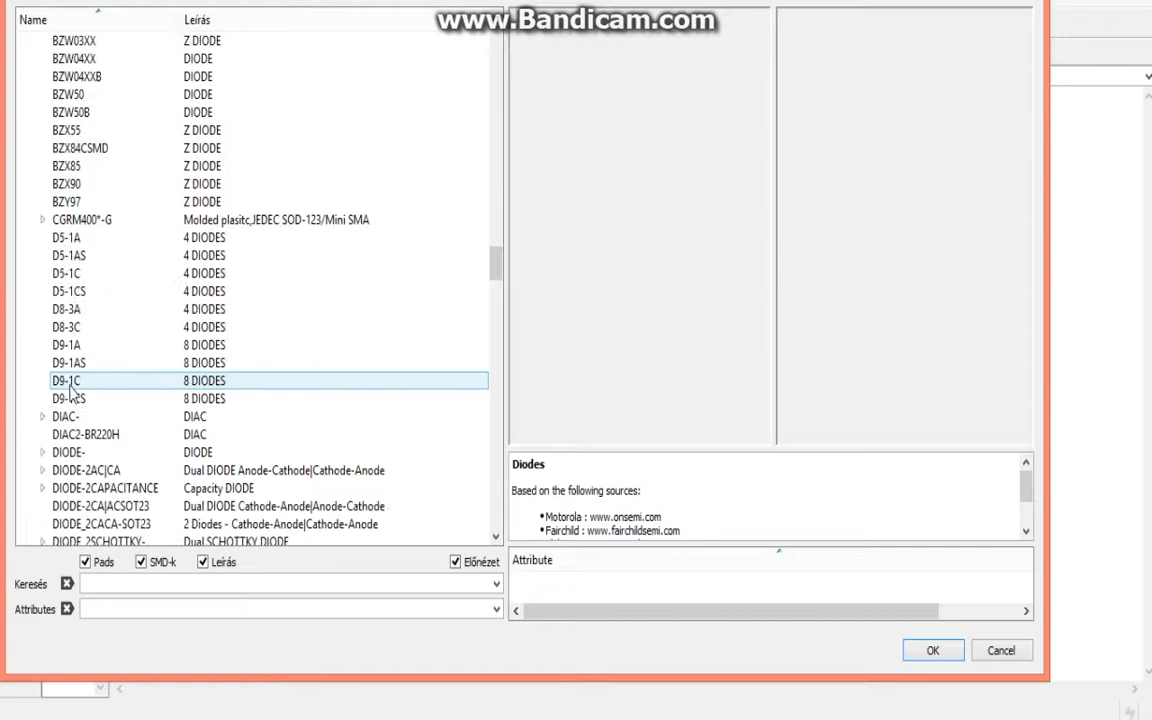 www.Bandicam.com
Name Leírás
BZW03XX Z DIODE
BZW04XX DIODE
BZW04XXB DIODE
BZW50 DIODE
BZW50B DIODE
BZX55 Z DIODE
BZX84CSMD Z DIODE
BZX85 Z DIODE
BZX90 Z DIODE
BZY97 Z DIODE
CGRM400*-G Molded plasitc,JEDEC SOD-123/Mini SMA
D5-1A 4 DIODES
D5-1AS 4 DIODES
D5-1C 4 DIODES
D5-1CS 4 DIODES
D8-3A 4 DIODES
D8-3C 4 DIODES
D9-1A 8 DIODES
D9-1AS 8 DIODES
D9-1C 8 DIODES
8 DIODES
DIAC- DIAC
DIAC2-BR220H DIAC
DIODE- DIODE
DIODE-2AC|CA Dual DIODE Anode-Cathode|Cathode-Anode
DIODE-2CAPACITANCE Capacity DIODE
DIODE-2CA|ACSOT23 Dual DIODE Cathode-Anode|Anode-Cathode
DIODE_2CACA-SOT23 2 Diodes - Cathode-Anode|Cathode-Anode
DIODE_2SCHOTTKY- Dual SCHOTTKY DIODE
Pads SMD-k Leírás Előnézet
Keresés
Attributes
Diodes
Based on the following sources:
•Motorola : www.onsemi.com
•Fairchild : www.fairchildsemi.com
Attribute
OK Cancel